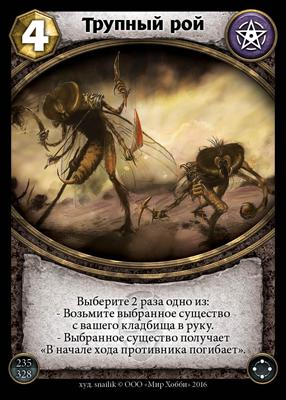 4
Трупный рой
Выберите 2 раза одно из:
- Возьмите выбранное существо
с вашего кладбища в руку.
- Выбранное существо получает
«В начале хода противника погибает».
235
328
худ. snailik © ООО «Мир Хобби» 2016